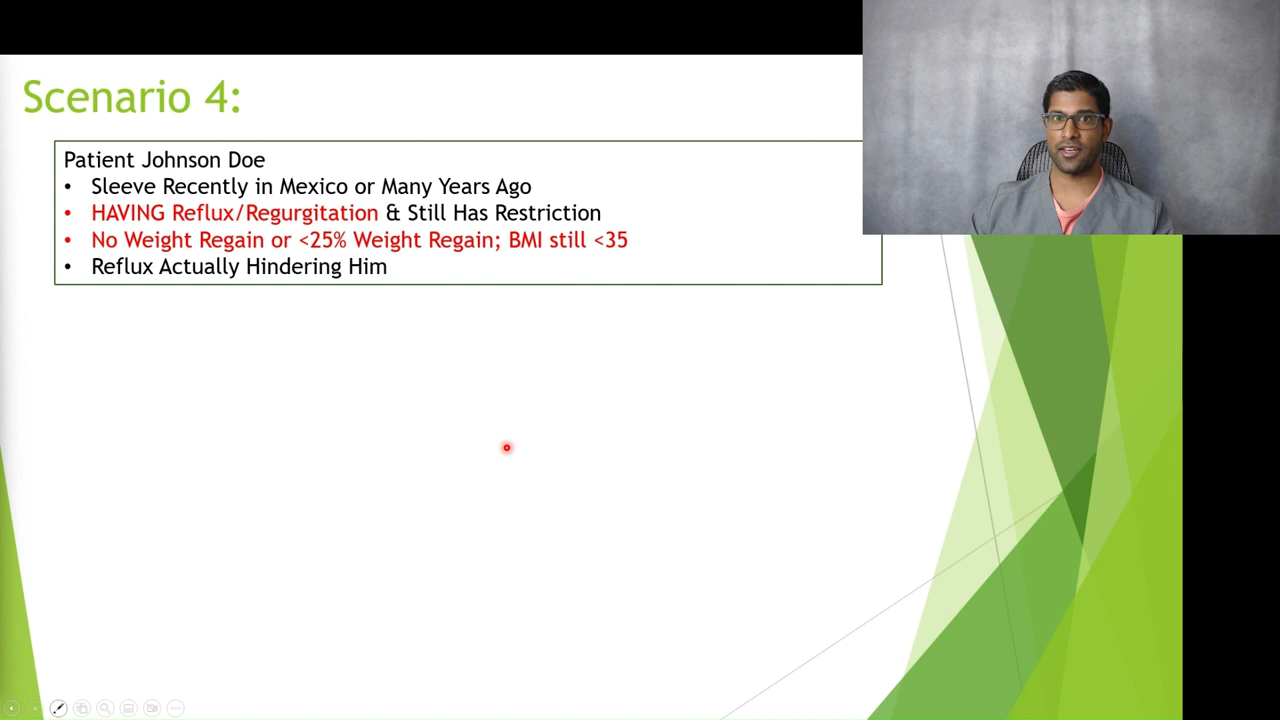 Scenario 4:
Patient Johnson Doe
• Sleeve Recently in Mexico or Many Years Ago
• HAVING Reflux/Regurgitation & Still Has Restriction
• No Weight Regain or <25% Weight Regain; BMI still <35
• Reflux Actually Hindering Him